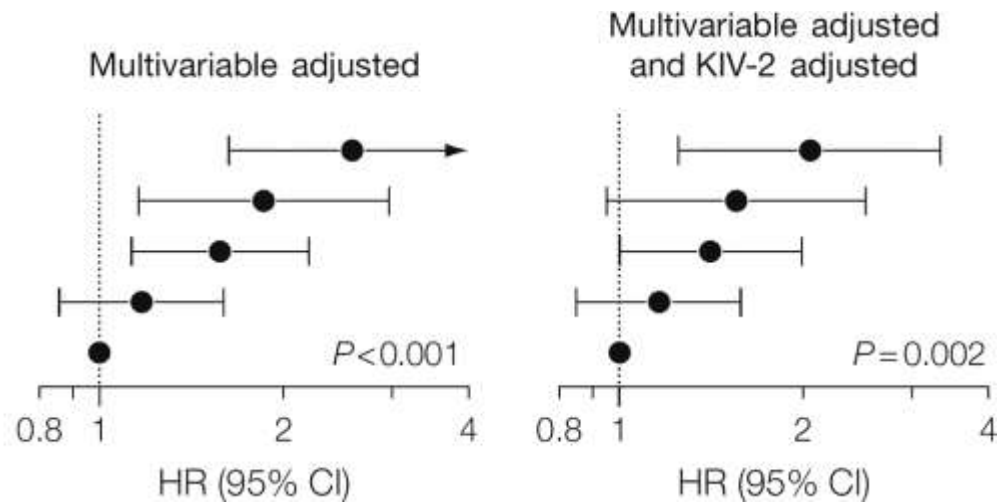 Multivariable adjusted
P<0.001
0.8 1 2 4
HR (95% CI)
Multivariable adjusted
and KIV-2 adjusted
P=0.002
0.8 1 2 4
HR (95% CI)